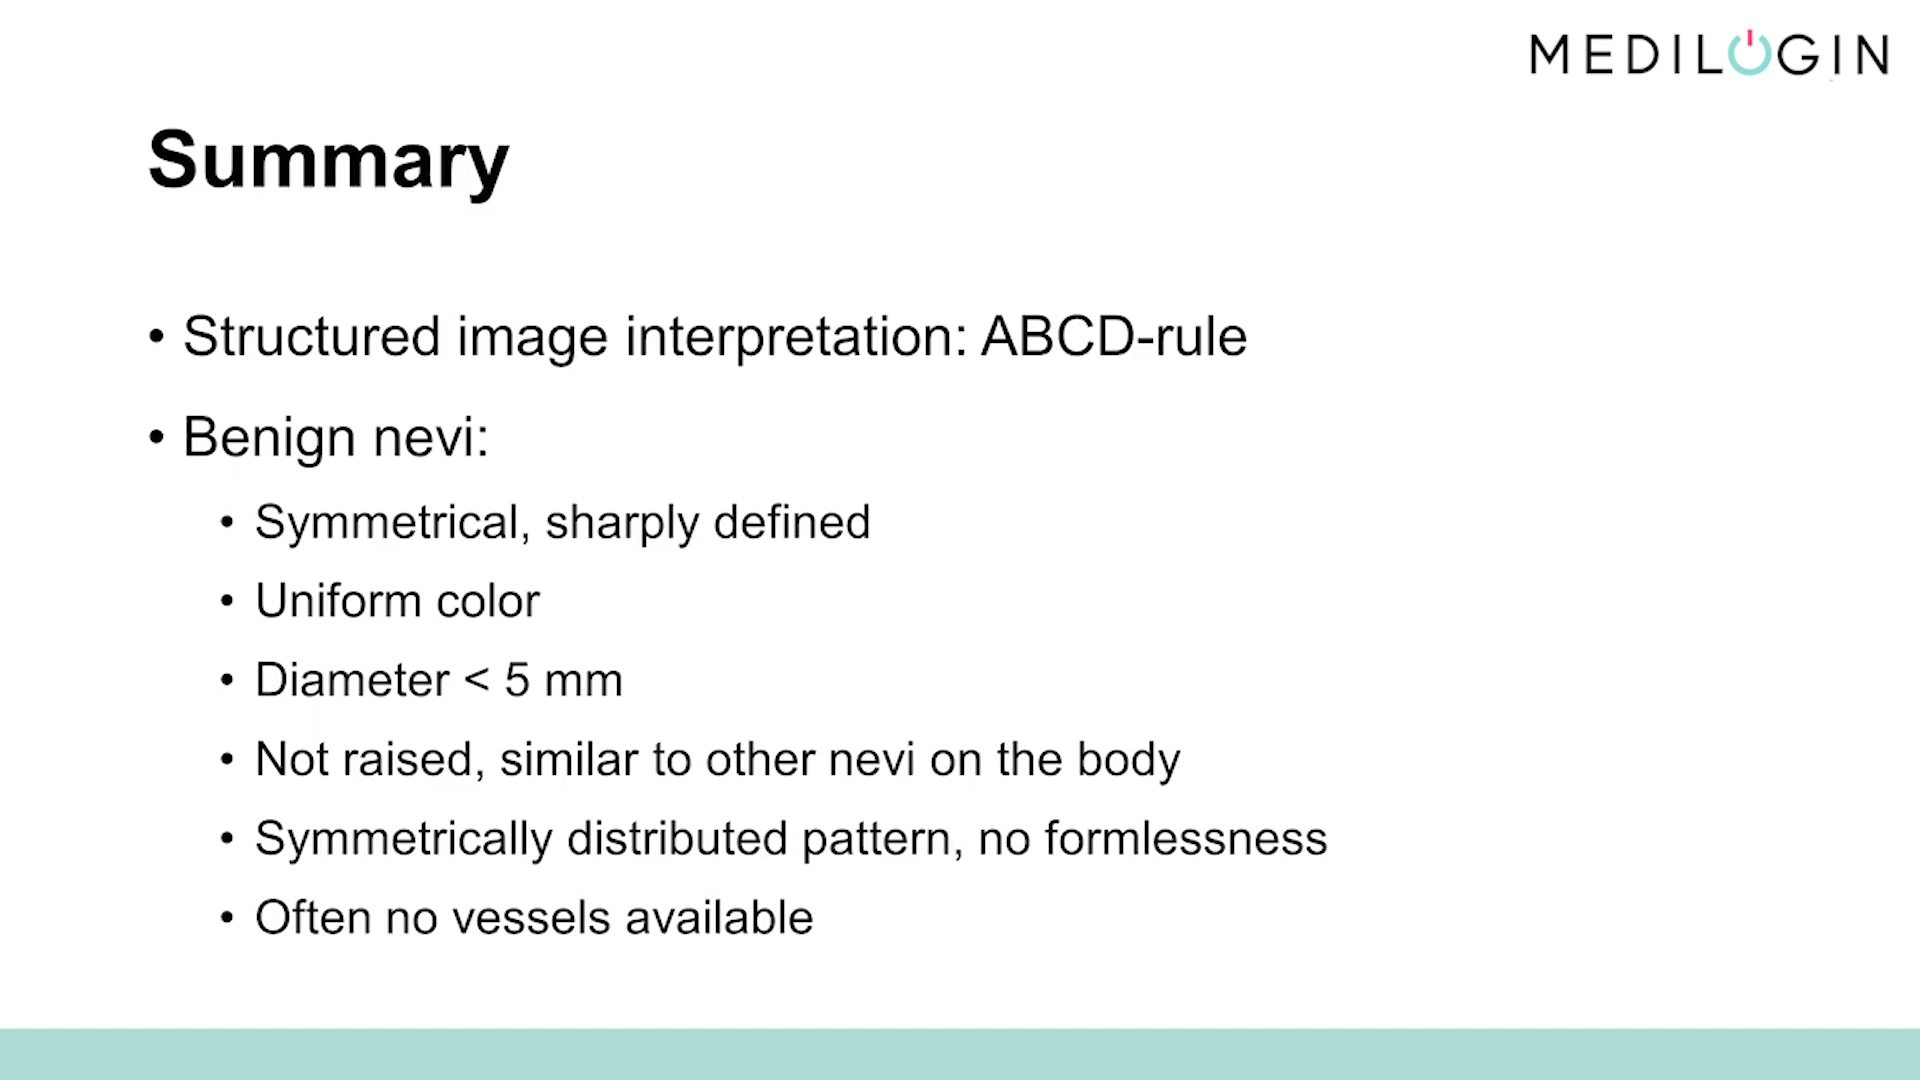 MEDILOGIN
Summary
• Structured image interpretation: ABCD-rule
• Benign nevi:
• Symmetrical, sharply defined
• Uniform color
• Diameter < 5 mm
• Not raised, similar to other nevi on the body
• Symmetrically distributed pattern, no formlessness
• Often no vessels available